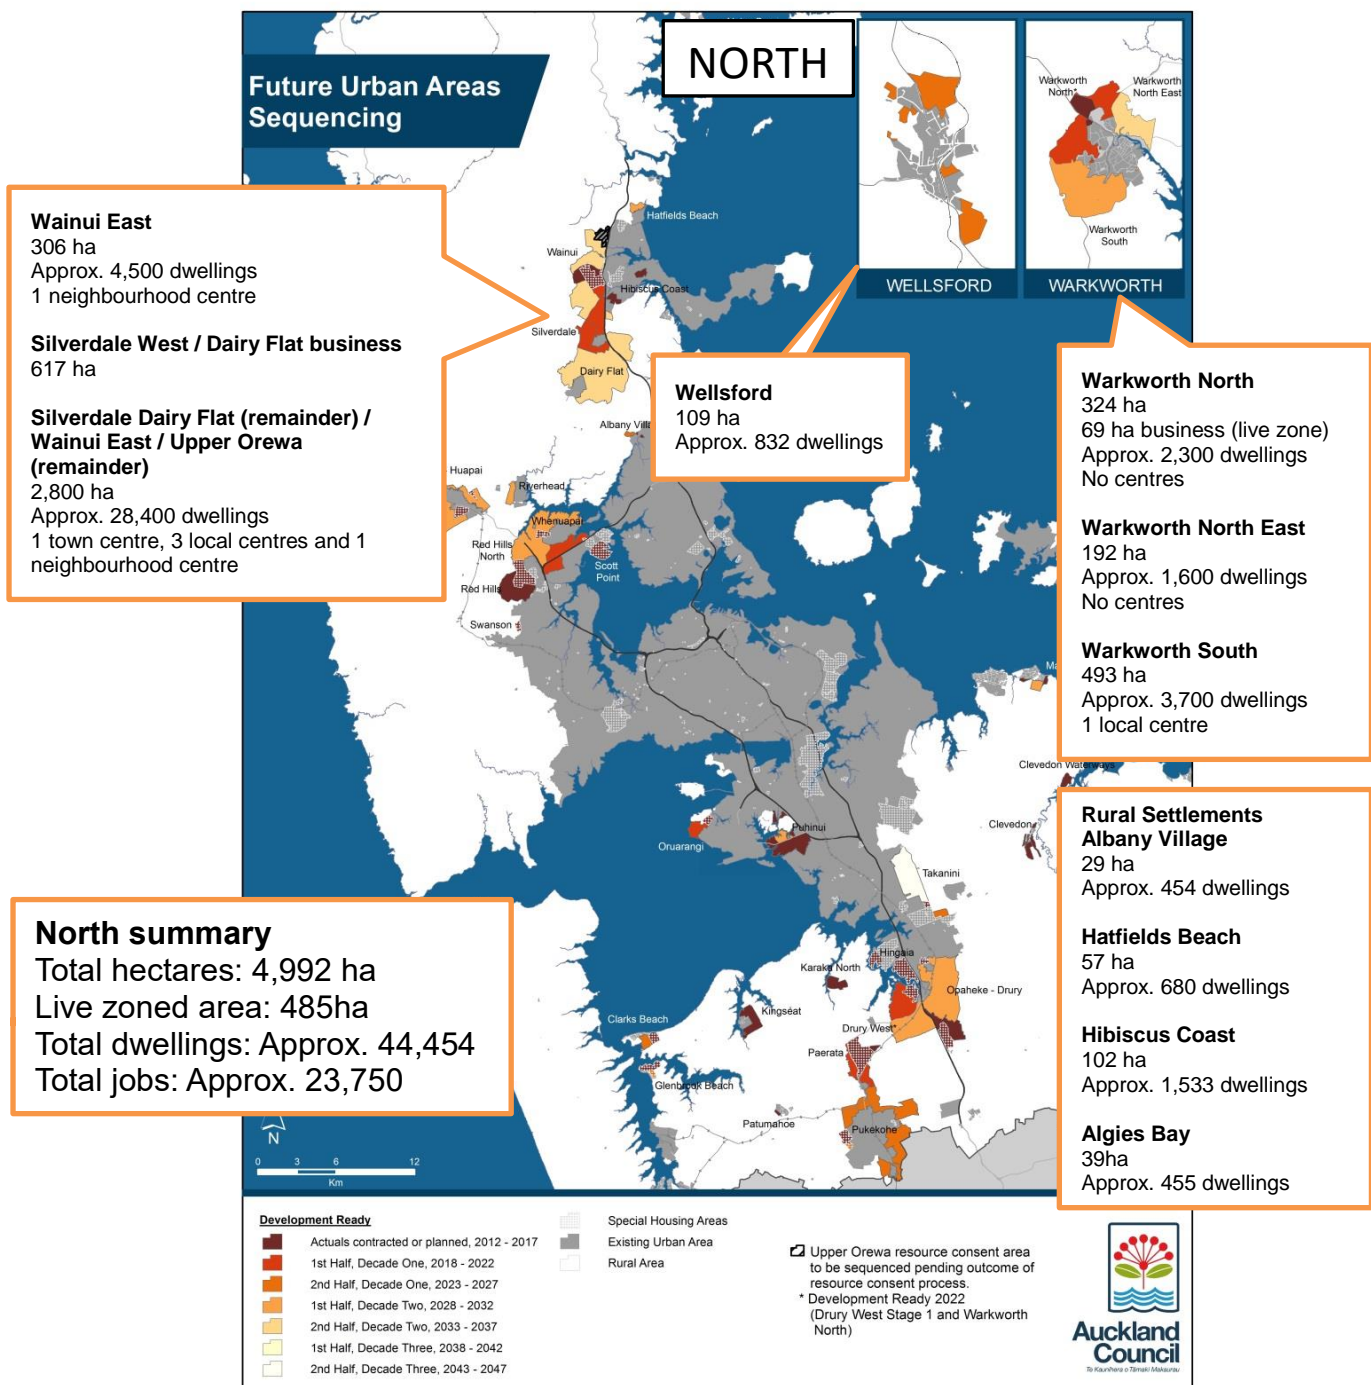 NORTH
Future Urban Areas
Sequencing
Wainui East
306 ha
Approx. 4,500 dwellings
1 neighbourhood centre
Silverdale West / Dairy Flat business
617 ha
Silverdale Dairy Flat (remainder) /
Wainui East / Upper Orewa
(remainder)
2,800 ha
Approx. 28,400 dwellings
1 town centre, 3 local centres and 1
neighbourhood centre
WELLSFORD
Warkworth
North*
Warkworth
North East
Warkworth
South
WARKWORTH
Wellsford
109 ha
Approx. 832 dwellings
Warkworth North
324 ha
69 ha business (live zone)
Approx. 2,300 dwellings
No centres
Warkworth North East
192 ha
Approx. 1,600 dwellings
No centres
Warkworth South
493 ha
Approx. 3,700 dwellings
1 local centre
Rural Settlements
Albany Village
29 ha
Approx. 454 dwellings
Hatfields Beach
57 ha
Approx. 680 dwellings
Hibiscus Coast
102 ha
Approx. 1,533 dwellings
Algies Bay
39ha
Approx. 455 dwellings
North summary
Total hectares: 4,992 ha
Live zoned area: 485ha
Total dwellings: Approx. 44,454
Total jobs: Approx. 23,750
Hatfields Beach
Wainui
Hibiscus Coast
Silverdale
Dairy Flat
Albany Villa
Huapai
Riverhead
Whenuapai
Red Hills
North
Scott
Point
Red Hills
Swanson
Ma
Clevedon Waterways
Clevedon
Puhinui
Oruarangi
Takanini
Hingaia
Karaka North
Opaheke - Drury
Kingseat
Clarks Beach
Drury West*
Paerata
Glenbrook Beach
Patumahoe
Pukekohe
N
0 3 6 12
Km
Development Ready
Actuals contracted or planned, 2012 - 2017
1st Half, Decade One, 2018 - 2022
2nd Half, Decade One, 2023 - 2027
1st Half, Decade Two, 2028 - 2032
2nd Half, Decade Two, 2033 - 2037
1st Half, Decade Three, 2038 - 2042
2nd Half, Decade Three, 2043 - 2047
Special Housing Areas
Existing Urban Area
Rural Area
Upper Orewa resource consent area
to be sequenced pending outcome of
resource consent process.
* Development Ready 2022
(Drury West Stage 1 and Warkworth
North)
Auckland
Council
Te Kaunihera o Tāmaki Makaurau